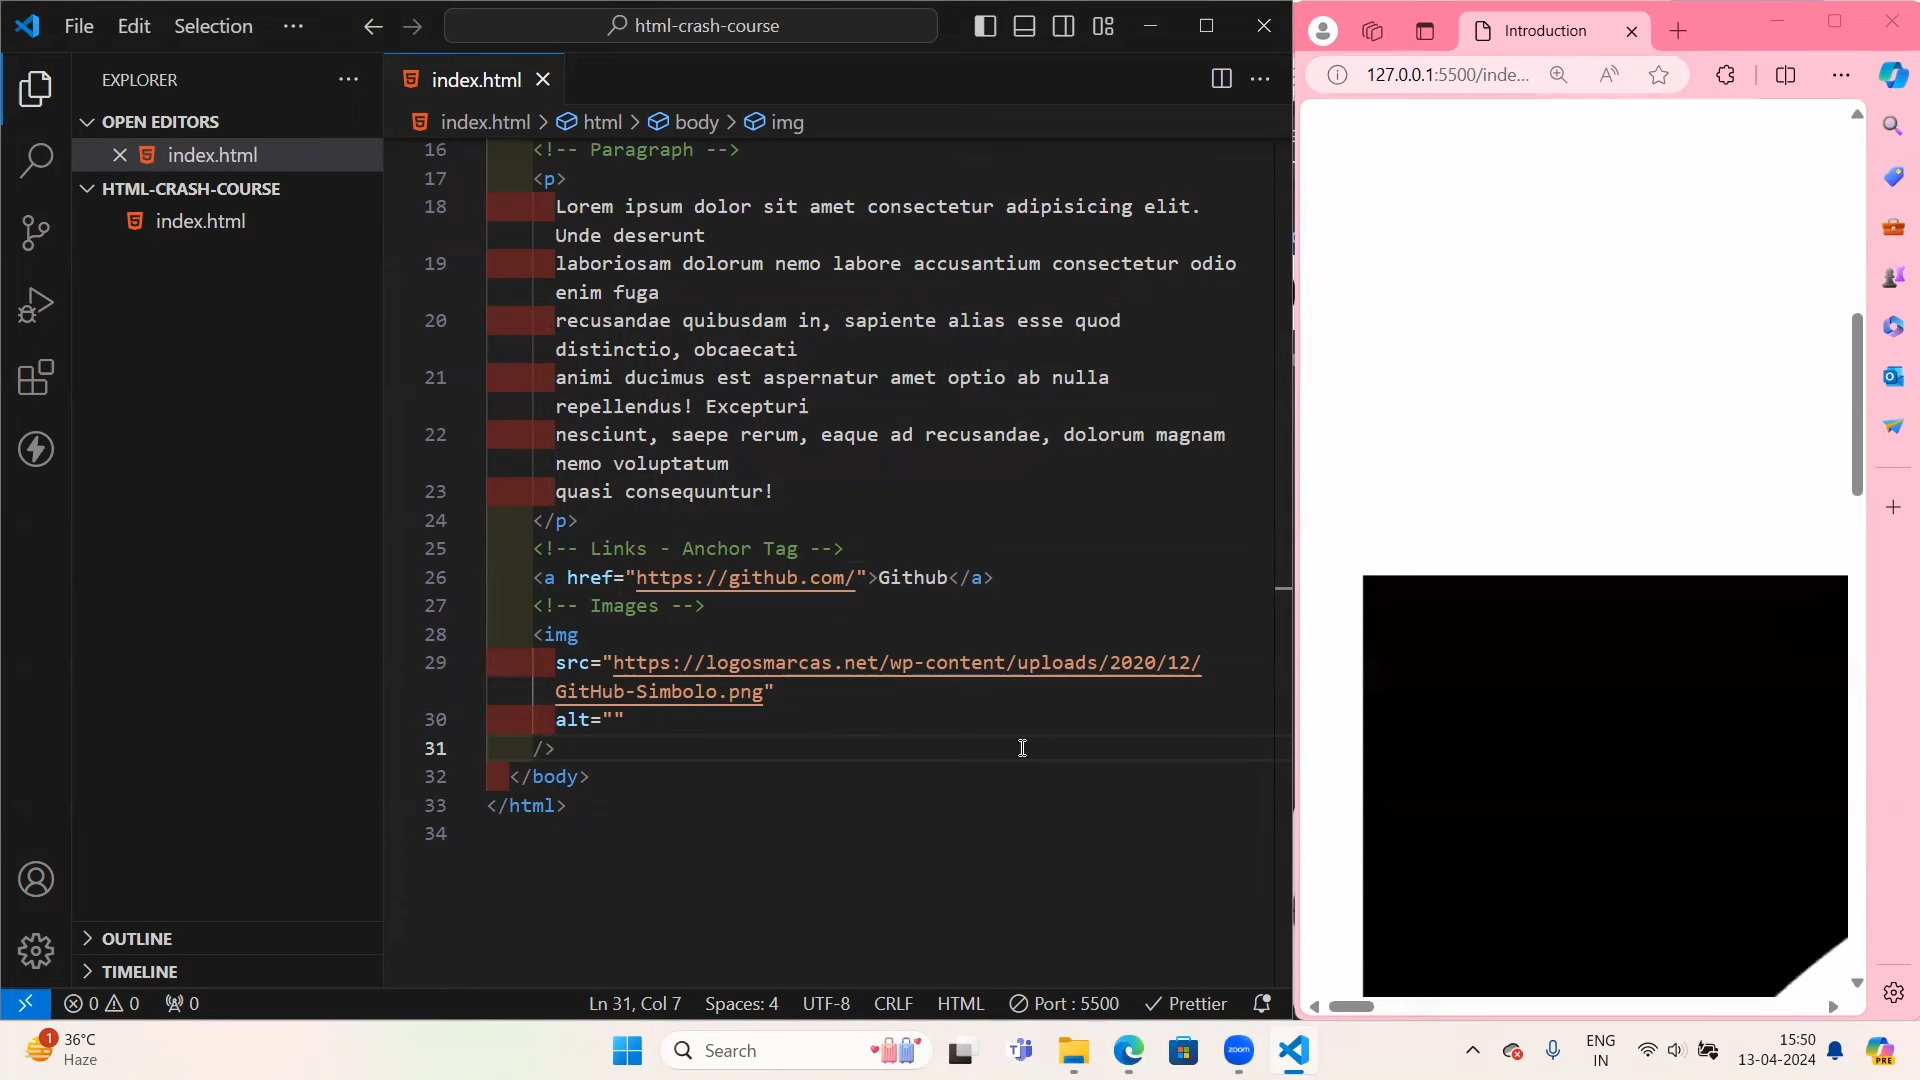 File Edit Selection ···
html-crash-course
EXPLORER
OPEN EDITORS
index.html
HTML-CRASH-COURSE
index.html
OUTLINE
TIMELINE
index.html
index.html > html > body > img
16 <!-- Paragraph -->
17 <p>
18 Lorem ipsum dolor sit amet consectetur adipisicing elit.
Unde deserunt
19 laboriosam dolorum nemo labore accusantium consectetur odio
enim fuga
20 recusandae quibusdam in, sapiente alias esse quod
distinctio, obcaecati
21 animi ducimus est aspernatur amet optio ab nulla
repellendus! Excepturi
22 nesciunt, saepe rerum, eaque ad recusandae, dolorum magnam
nemo voluptatum
23 quasi consequuntur!
24 </p>
25 <!-- Links - Anchor Tag -->
26 <a href="https://github.com/">Github</a>
27 <!-- Images -->
28 <img
29 src="https://logosmarcas.net/wp-content/uploads/2020/12/
GitHub-Simbolo.png"
30 alt=""
31 />
32 </body>
33 </html>
34
0 0 0 Ln 31, Col 7 Spaces: 4 UTF-8 CRLF HTML Port : 5500 Prettier
Introduction
127.0.0.1:5500/inde...
1
36°C
Haze
Search
zoom
ENG
IN
15:50
13-04-2024
PRE